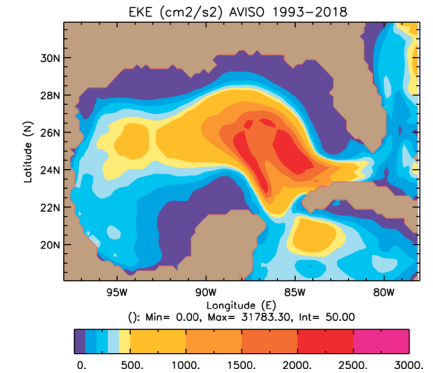 EKE (cm2/s2) AVISO 1993−2018
30N
28N
26N
24N
22N
20N
Latitude (N)
95W 90W 85W 80W
Longitude (E)
(): Min= 0.00, Max= 31783.30, Int= 50.00
0. 500. 1000. 1500. 2000. 2500. 3000.